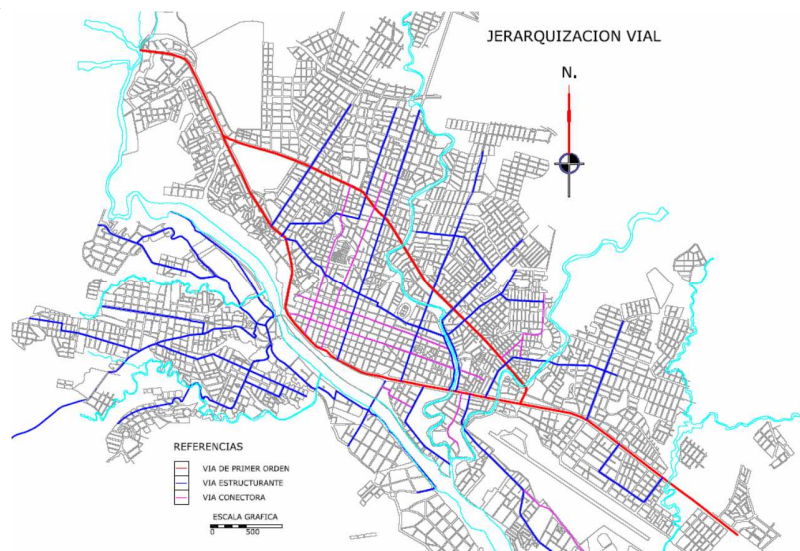 JERARQUIZACION VIAL
N.
REFERENCIAS
VIA DE PRIMER ORDEN
VIA ESTRUCTURANTE
VIA CONECTORA
ESCALA GRAFICA
0 500